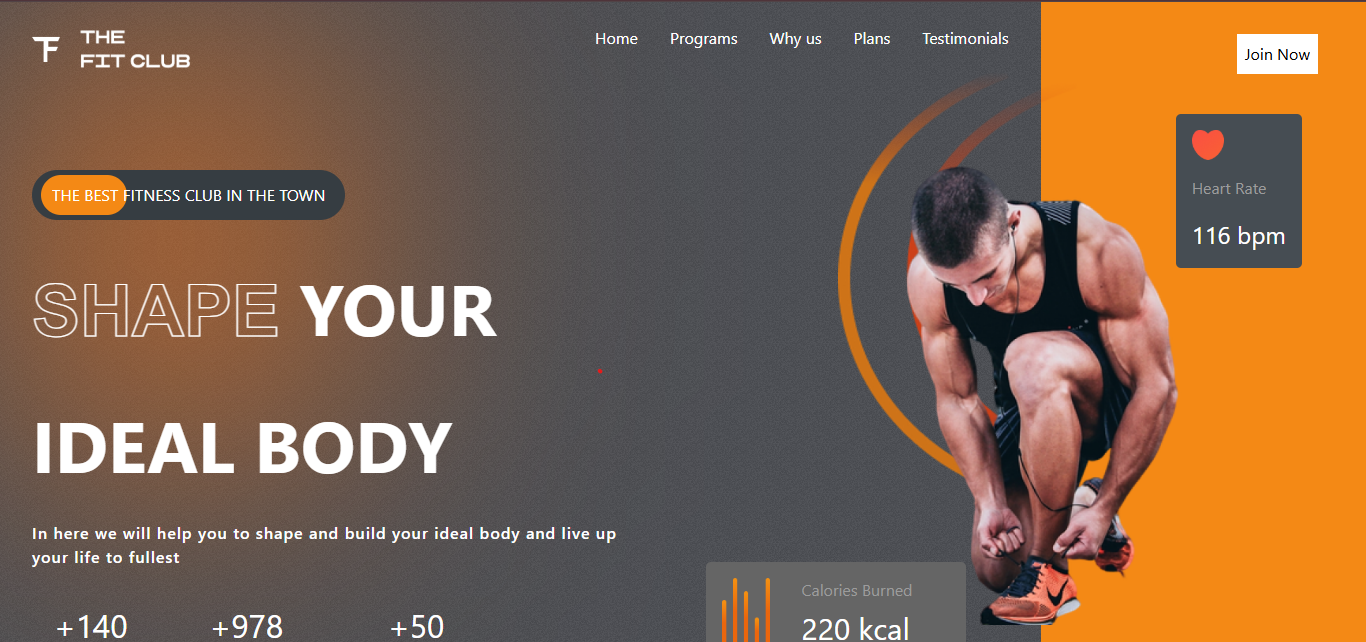 THE
FIT CLUB
Home
Programs
Why us
Plans
Testimonials
Join Now
Heart Rate
116 bpm
THE BEST FITNESS CLUB IN THE TOWN
SHAPE YOUR
IDEAL BODY
In here we will help you to shape and build your ideal body and live up
your life to fullest
+140
+978
+50
Calories Burned
220 kcal